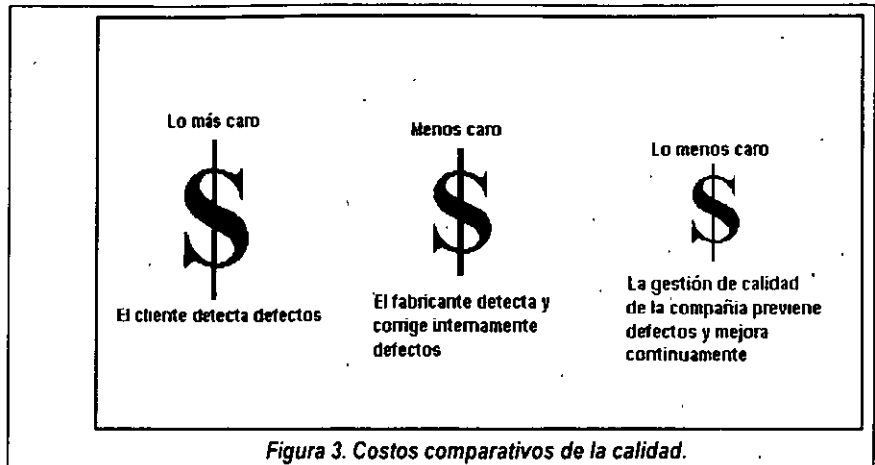 Lo más caro
$
El cliente detecta defectos
Menos caro
$
El fabricante detecta y
corrige internamente
defectos
Lo menos caro
$
La gestión de calidad
de la compañia previene
defectos y mejora
continuamente
Figura 3. Costos comparativos de la calidad.